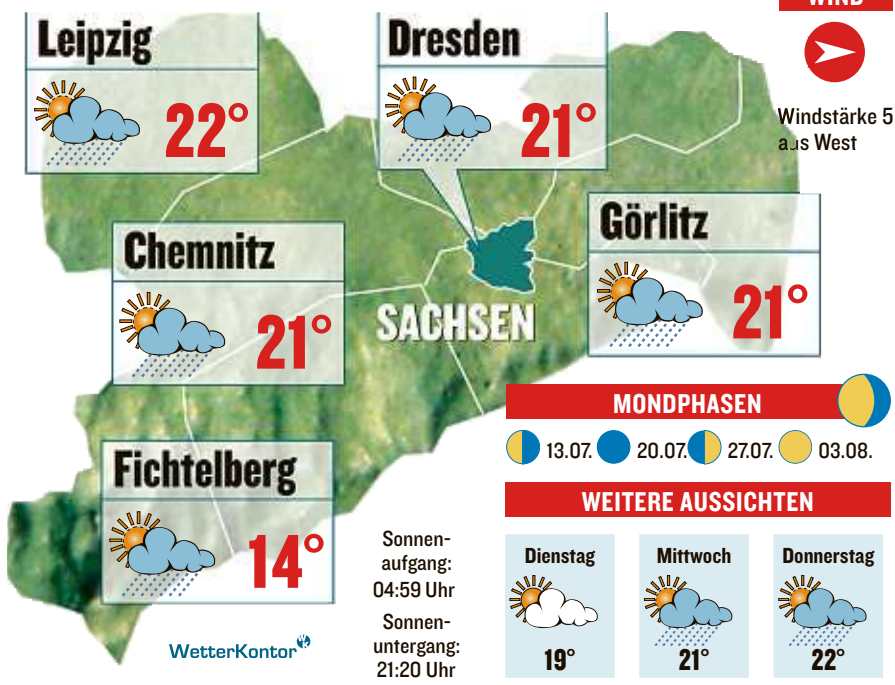 WIND
Leipzig
22°
Dresden
21°
Windstärke 5
aus West
Chemnitz
21°
Görlitz
21°
SACHSEN
Fichtelberg
14°
MONDPHASEN
13.07. 20.07. 27.07. 03.08.
WEITERE AUSSICHTEN
Sonnen-
aufgang:
04:59 Uhr
Sonnen-
untergang:
21:20 Uhr
Dienstag
19°
Mittwoch
21°
Donnerstag
22°
WetterKontor